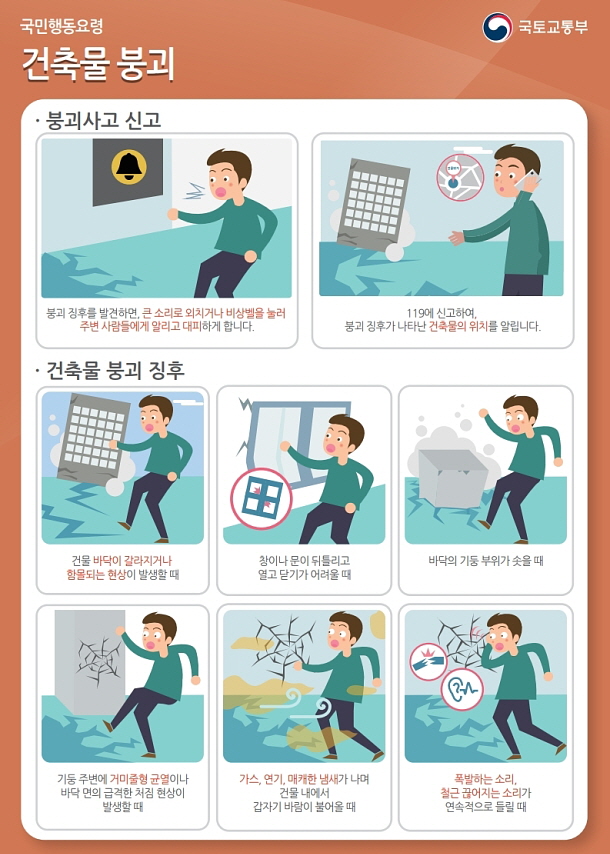 국민행동요령
국토교통부
건축물 붕괴
· 붕괴사고 신고
붕괴 징후를 발견하면, 큰 소리로 외치거나 비상벨을 눌러
주변 사람들에게 알리고 대피하게 합니다.
119에 신고하여,
붕괴 징후가 나타난 건축물의 위치를 알립니다.
· 건축물 붕괴 징후
건물 바닥이 갈라지거나
함몰되는 현상이 발생할 때
창이나 문이 뒤틀리고
열고 닫기가 어려울 때
바닥의 기둥 부위가 솟을 때
기둥 주변에 거미줄형 균열이나
바닥 면의 급격한 처짐 현상이
발생할 때
가스, 연기, 매캐한 냄새가 나며
건물 내에서
갑자기 바람이 불어올 때
폭발하는 소리,
철근 끊어지는 소리가
연속적으로 들릴 때